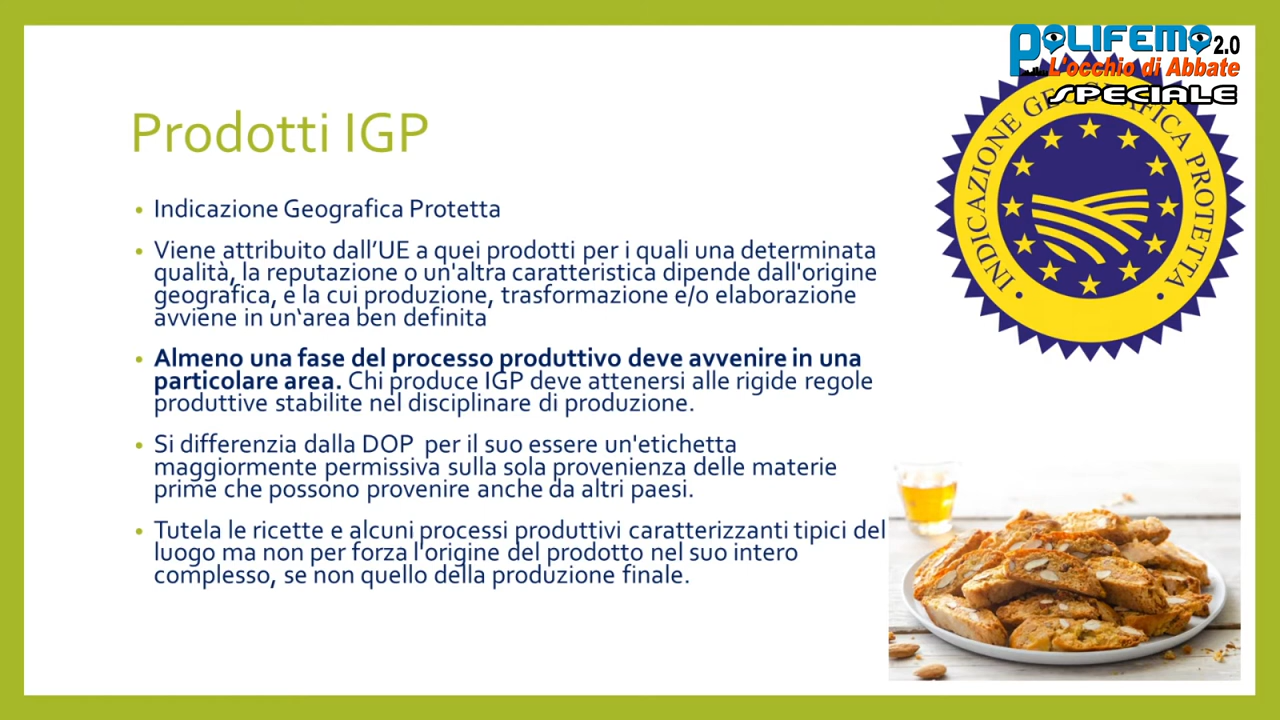 POLIFEMO 2.0
L'occhio di Abbate
SPECIALE
INDICAZIONE GEOGRAFICA PROTETTA
Prodotti IGP
• Indicazione Geografica Protetta
• Viene attribuito dall’UE a quei prodotti per i quali una determinata
qualità, la reputazione o un'altra caratteristica dipende dall'origine
geografica, e la cui produzione, trasformazione e/o elaborazione
avviene in un‘area ben definita
• Almeno una fase del processo produttivo deve avvenire in una
particolare area. Chi produce IGP deve attenersi alle rigide regole
produttive stabilite nel disciplinare di produzione.
• Si differenzia dalla DOP per il suo essere un'etichetta
maggiormente permissiva sulla sola provenienza delle materie
prime che possono provenire anche da altri paesi.
• Tutela le ricette e alcuni processi produttivi caratterizzanti tipici del
luogo ma non per forza l'origine del prodotto nel suo intero
complesso, se non quello della produzione finale.